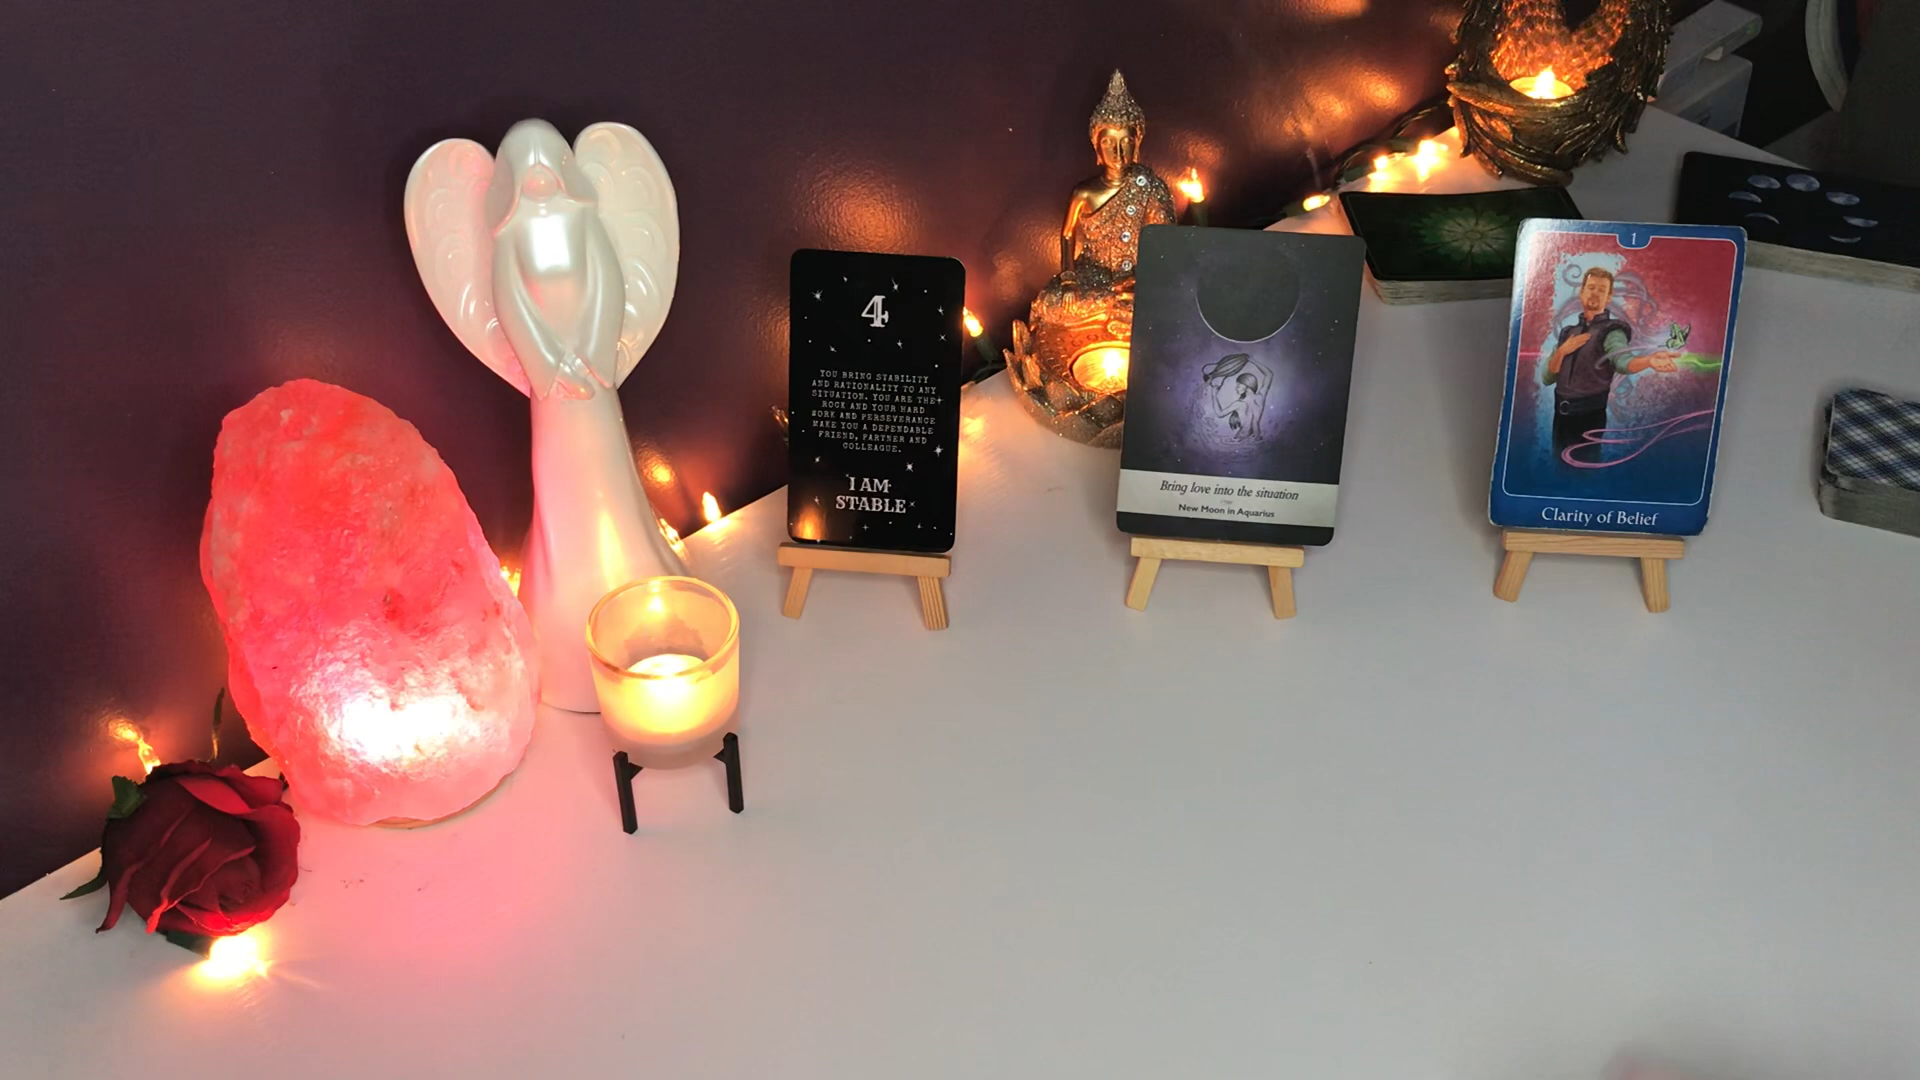 4
YOU BRING STABILITY
AND RATIONALITY TO ANY
SITUATION. YOU ARE THE
ROCK AND YOUR HARD
WORK AND PERSEVERANCE
MAKE YOU A DEPENDABLE
FRIEND, PARTNER AND
COLLEAGUE.
I AM
STABLE
Bring love into the situation
New Moon in Aquarius
1
Clarity of Belief